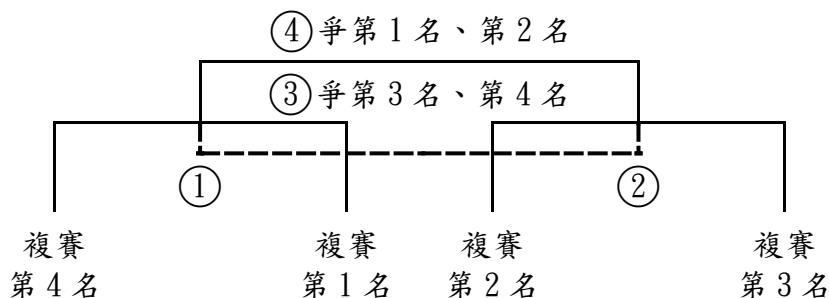 ④爭第1名、第2名
③爭第3名、第4名
① ②
複賽 複賽 複賽 複賽
第4名 第1名 第2名 第3名